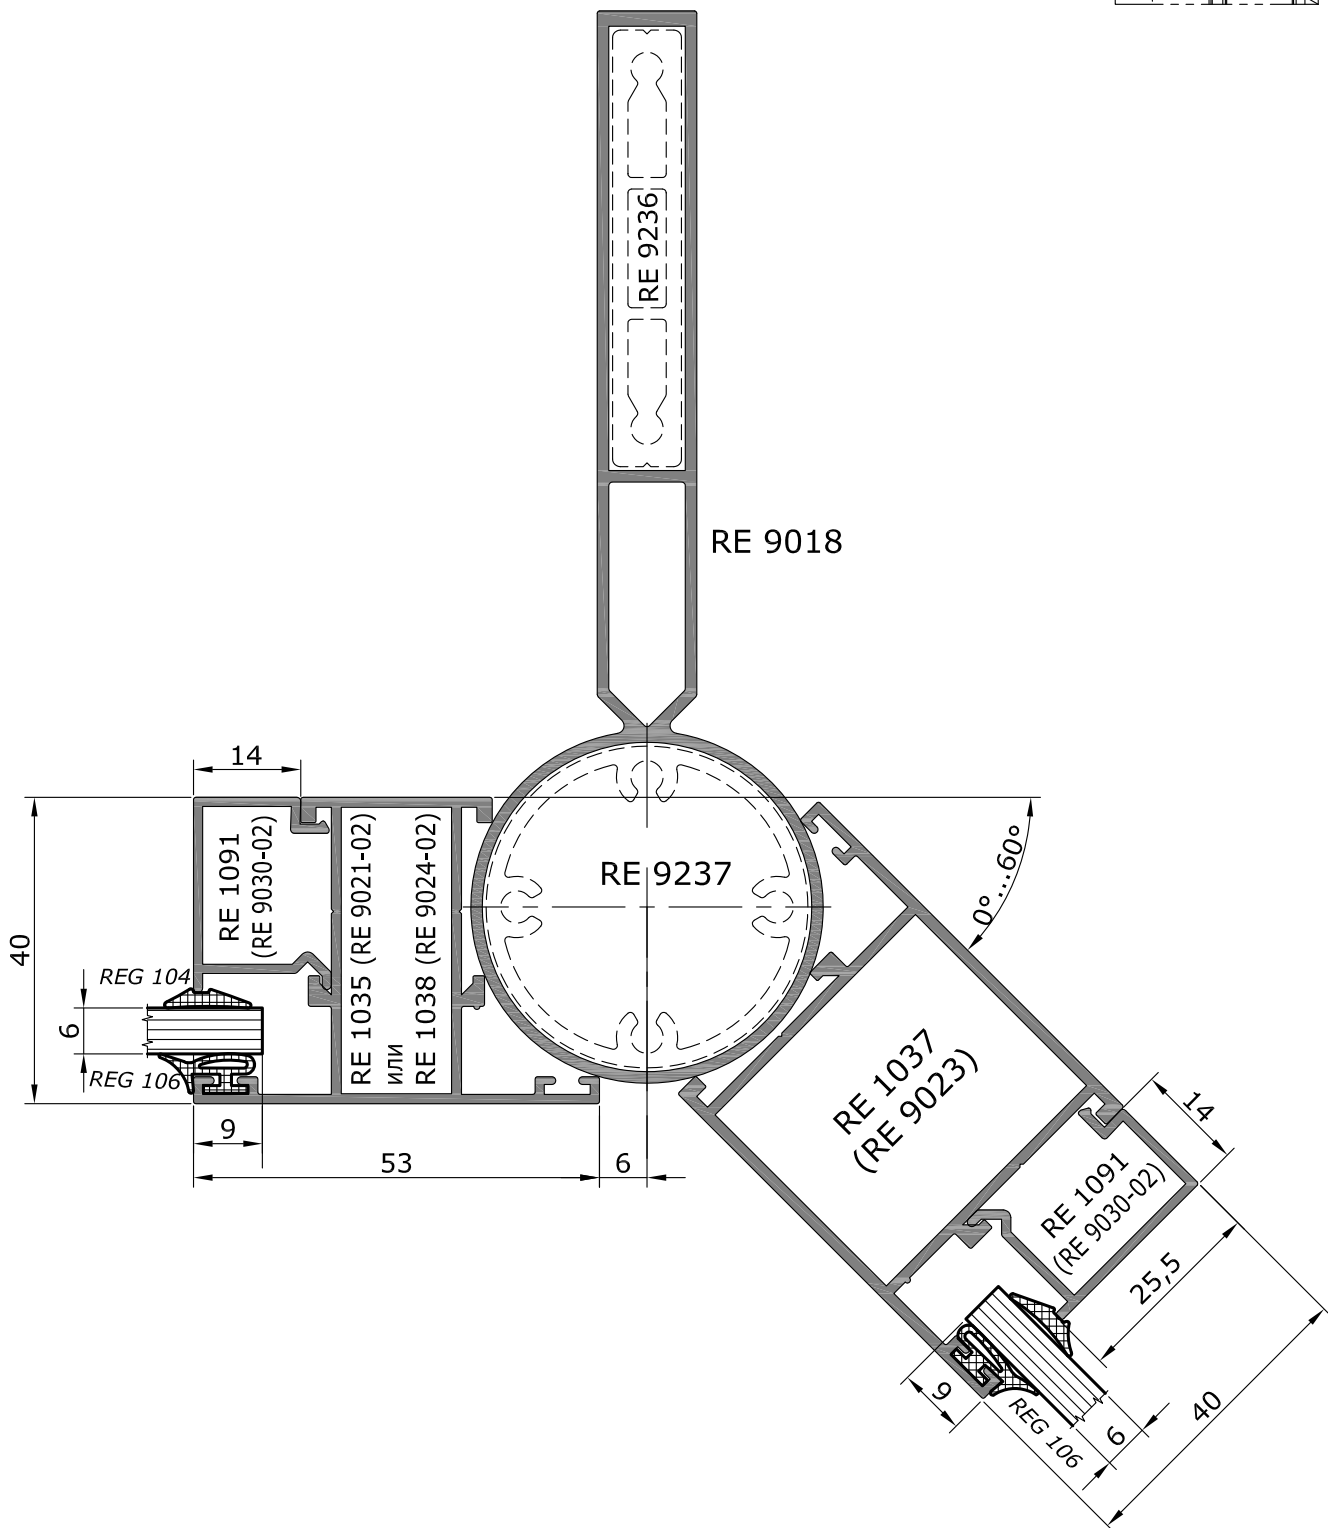 RE 9236
RE 9018
14
RE 9237
0°...60°
RE 1091
(RE 9030-02)
RE 1035 (RE 9021-02)
или
RE 1038 (RE 9024-02)
40
REG 104
6
REG 106
9
53
6
RE 1037
(RE 9023)
14
RE 1091
(RE 9030-02)
25,5
9
REG 106
6
40